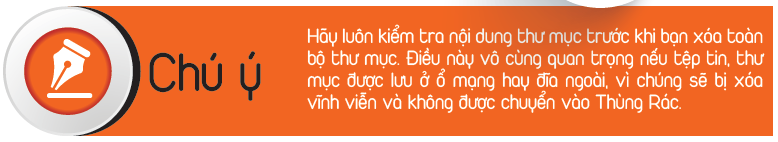 Chú ý
Hãy luôn kiểm tra nội dung thư mục trước khi bạn xóa toàn
bộ thư mục. Điều này vô cùng quan trọng nếu tệp tin, thư
mục được lưu ở ổ mạng hay đĩa ngoài, vì chúng sẽ bị xóa
vĩnh viễn và không được chuyển vào Thùng Rác.